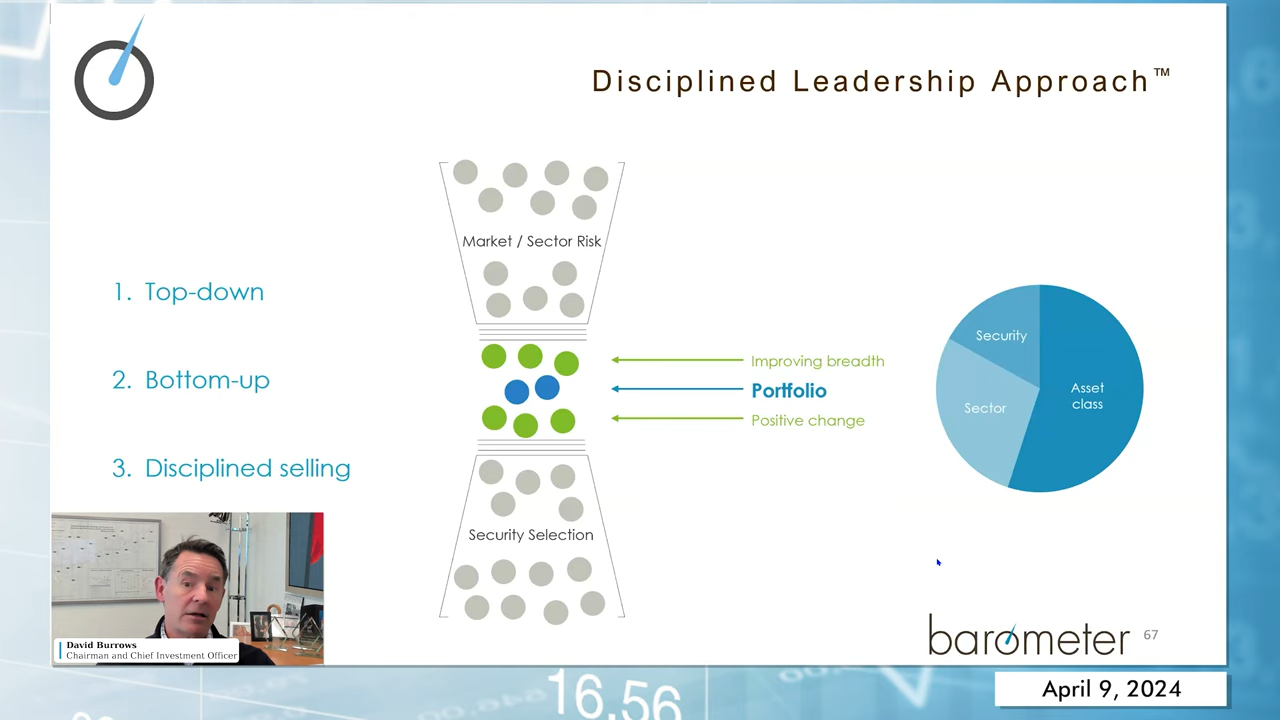 Disciplined Leadership Approach™
Market / Sector Risk
1. Top-down
2. Bottom-up
3. Disciplined selling
Improving breadth
Portfolio
Positive change
Security
Sector
Asset
class
Security Selection
David Burrows
Chairman and Chief Investment Officer
barometer
67
April 9, 2024
16.56